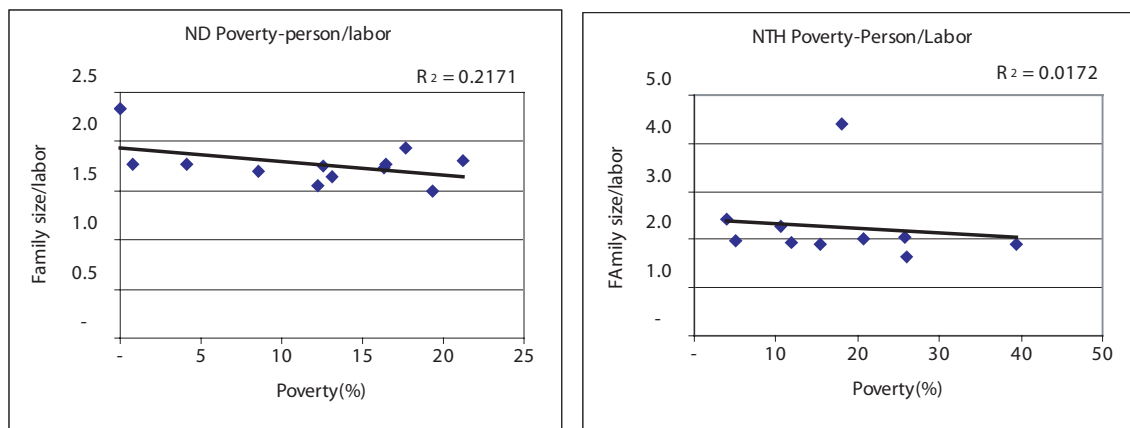 ND Poverty-person/labor
R 2 = 0.2171
2.5
2.0
1.5
1.0
0.5
-
Family size/labor
- 5 10 15 20 25
Poverty(%)
NTH Poverty-Person/Labor
R 2 = 0.0172
5.0
4.0
3.0
2.0
1.0
-
FAmily size/labor
- 10 20 30 40 50
Poverty(%)